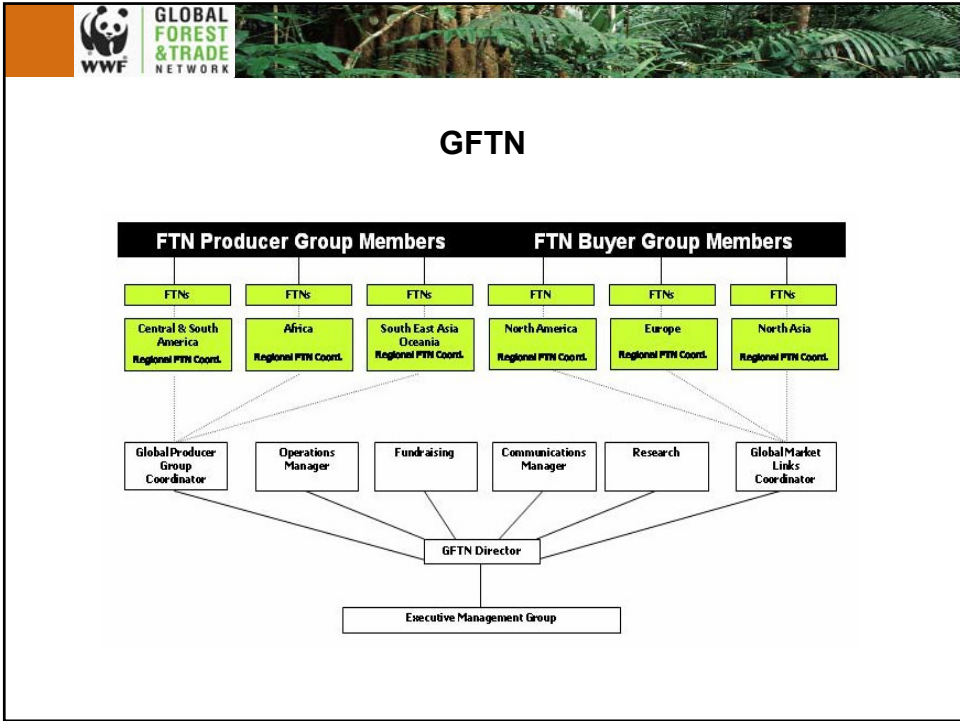 WWF
GLOBAL
FOREST
&TRADE
NETWORK
GFTN
FTN Producer Group Members
FTN Buyer Group Members
FTNs
FTNs
FTNs
FTN
FTNs
FTNs
Central & South
America
Regional FTN Coord.
Africa
Regional FTN Coord.
South East Asia
Oceania
Regional FTN Coord.
North America
Regional FTN Coord.
Europe
Regional FTN Coord.
North Asia
Regional FTN Coord.
Global Producer
Group
Coordinator
Operations
Manager
Fundraising
Communications
Manager
Research
Global Market
Links
Coordinator
GFTN Director
Executive Management Group